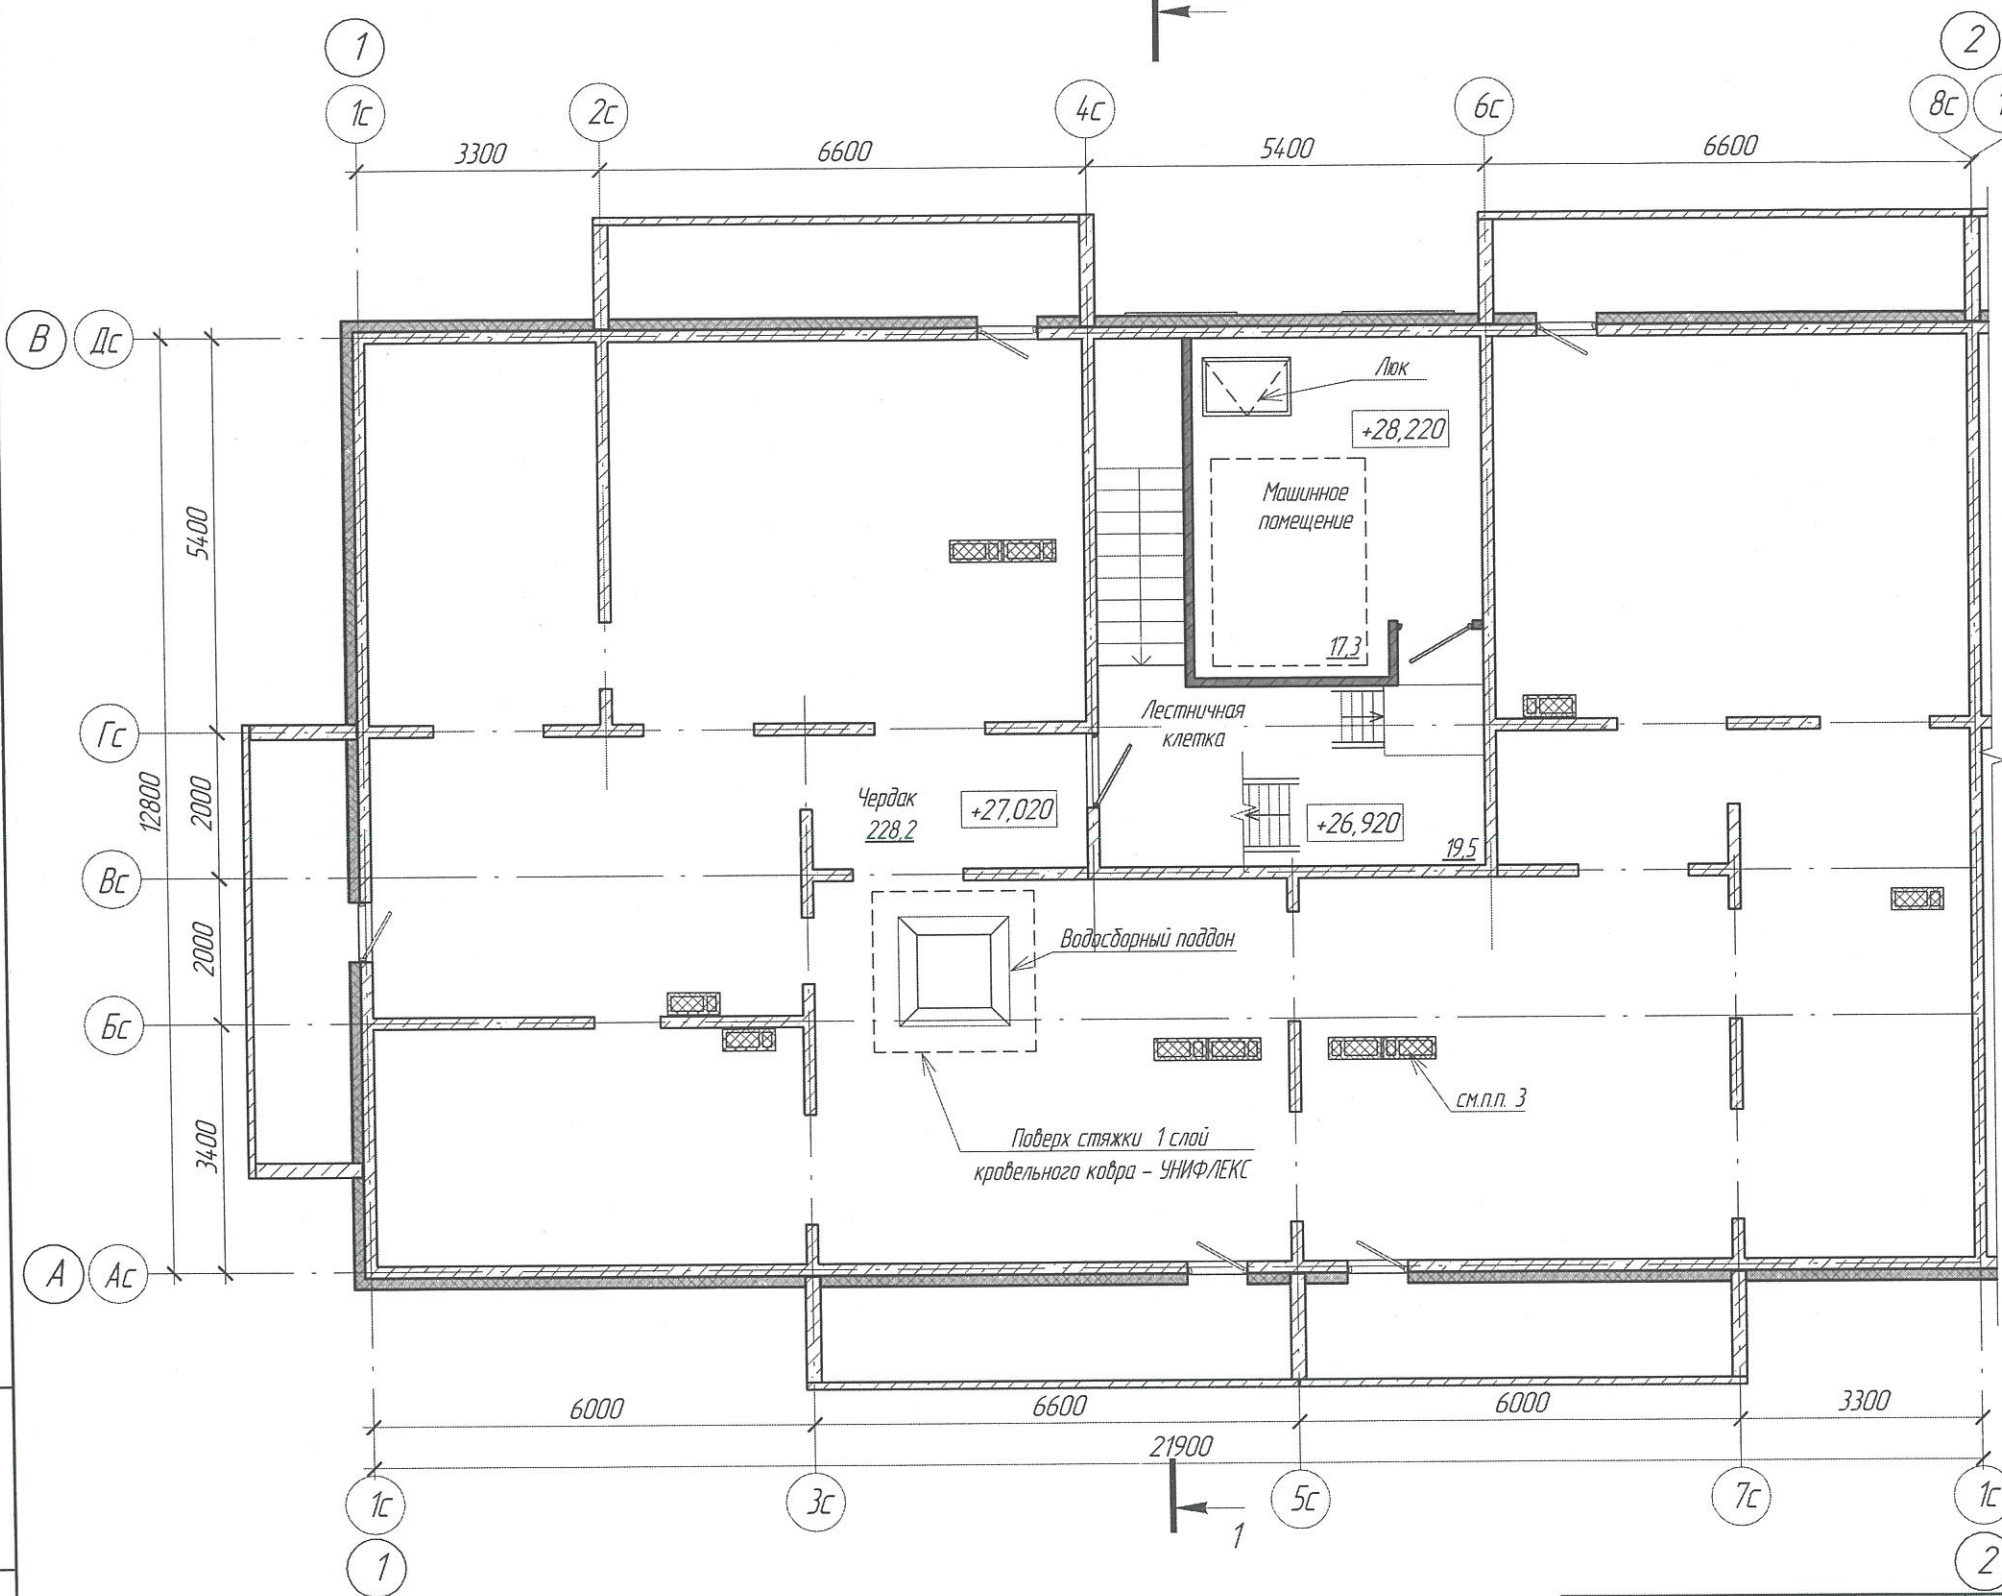 1
2
1с
2с
4с
6с
8с
3300
6600
5400
6600
В
Дс
Люк
+28,220
Машинное
помещение
5400
17,3
Гс
Лестничная
клетка
12800
2000
Чердак
228,2
+27,020
+26,920
19,5
Вс
2000
Водосборный поддон
Бс
3400
см.п.п. 3
Поверх стяжки 1 слой
кровельного ковра – УНИФЛЕКС
А
Ас
6000
6600
6000
3300
21900
1с
3с
5с
7с
1с
1
1
2